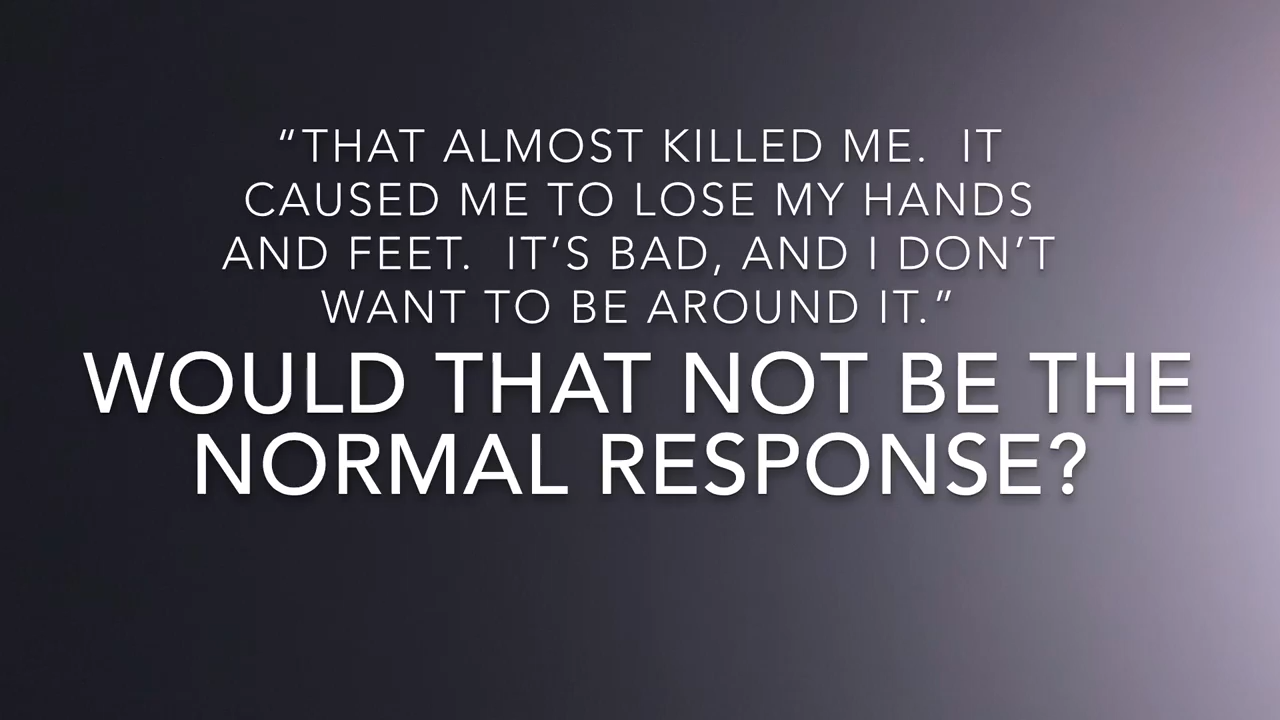 “THAT ALMOST KILLED ME.  IT
CAUSED ME TO LOSE MY HANDS
AND FEET.  IT’S BAD, AND I DON’T
WANT TO BE AROUND IT.”
WOULD THAT NOT BE THE
NORMAL RESPONSE?